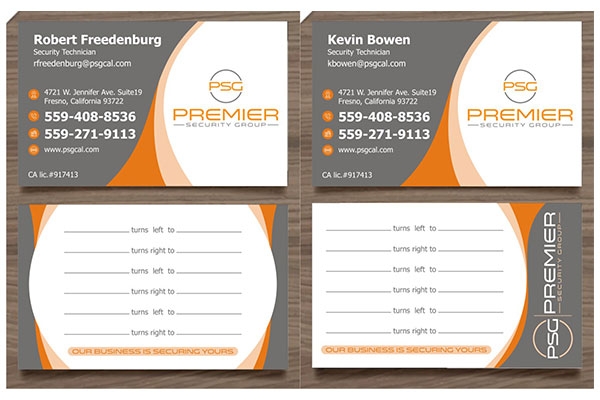 Robert Freedenburg
Security Technician
rfreedenburg@psgcal.com
4721 W. Jennifer Ave. Suite19
Fresno, California 93722
559-408-8536
559-271-9113
www.psgcal.com
CA lic.#917413
PSG
PREMIER
SECURITY GROUP
Kevin Bowen
Security Technician
kbowen@psgcal.com
4721 W. Jennifer Ave. Suite19
Fresno, California 93722
559-408-8536
559-271-9113
www.psgcal.com
CA lic.#917413
PSG
PREMIER
SECURITY GROUP
turns left to
turns right to
turns left to
turns right to
turns left to
turns right to
OUR BUSINESS IS SECURING YOURS
turns left to
turns right to
turns left to
turns right to
turns left to
turns right to
OUR BUSINESS IS SECURING YOURS
PSG
PREMIER
SECURITY GROUP